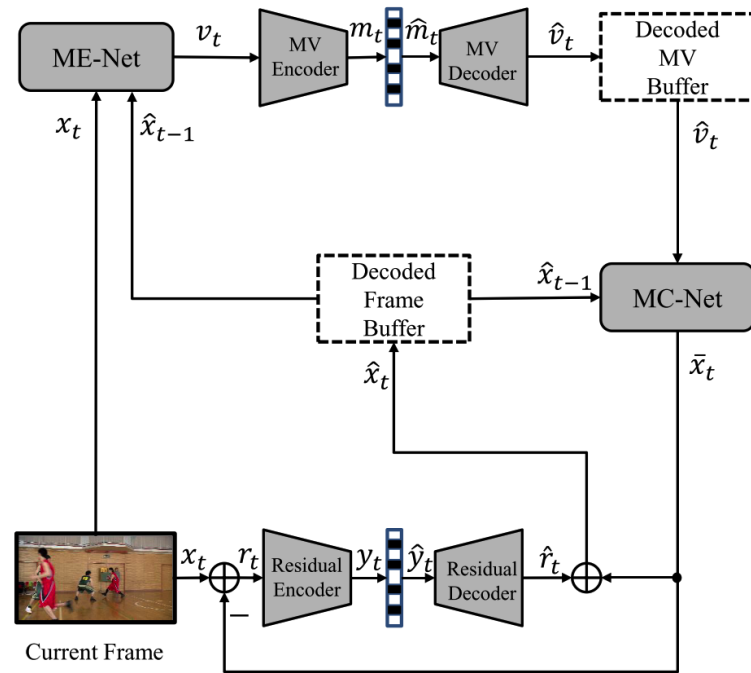 ME-Net
v_t
MV
Encoder
m_t
m̂_t
MV
Decoder
v̂_t
Decoded
MV
Buffer
x_t
x̂_{t−1}
v̂_t
Decoded
Frame
Buffer
x̂_{t−1}
MC-Net
x̂_t
x̄_t
x_t
r_t
Residual
Encoder
y_t
ŷ_t
Residual
Decoder
r̂_t
−
Current Frame